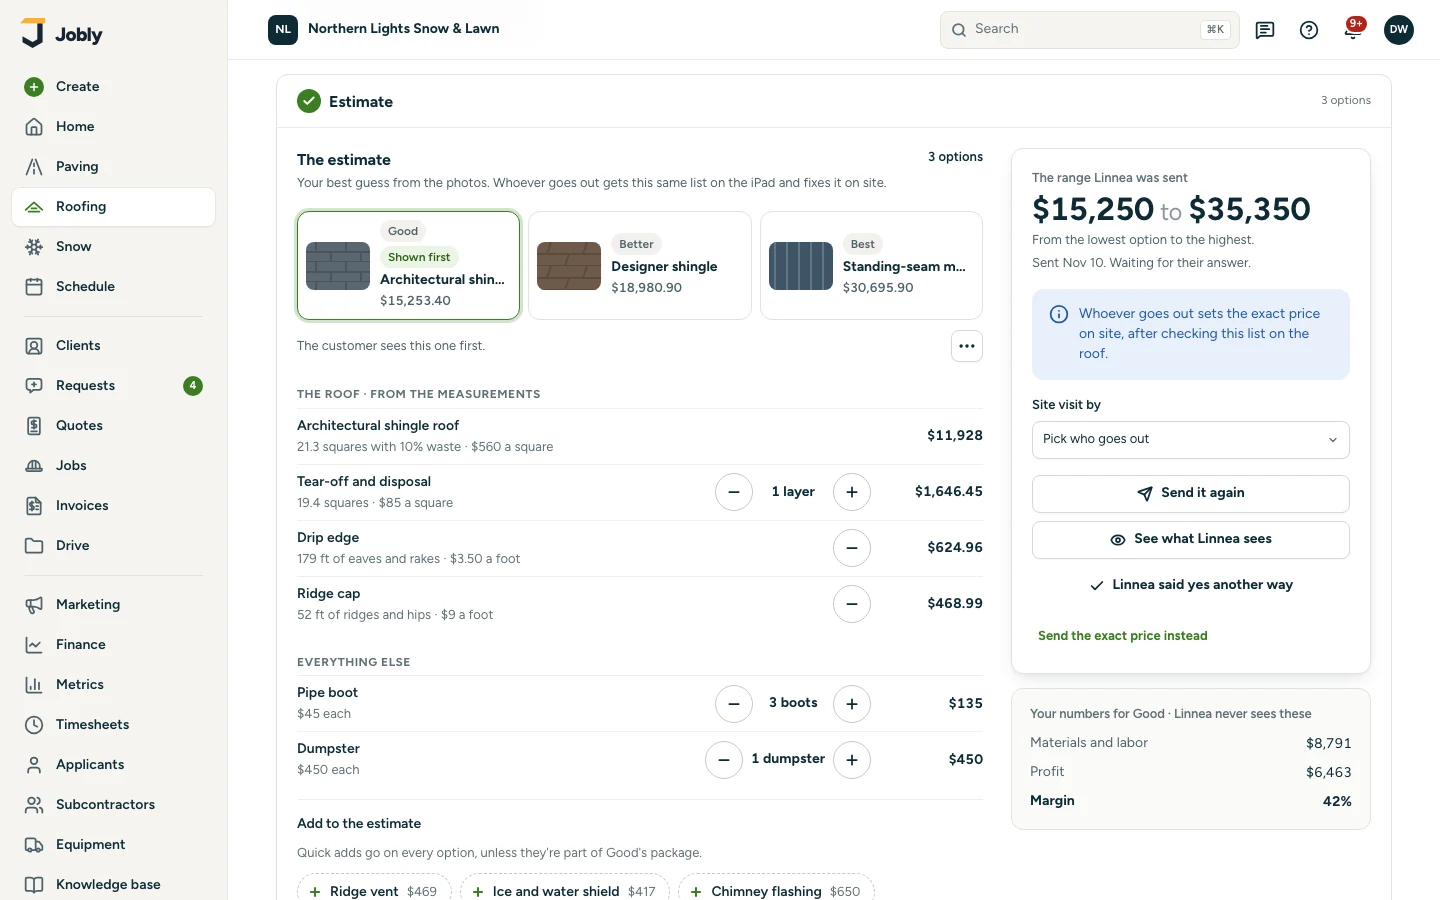 Jobly
Create
Home
Paving
Roofing
Snow
Schedule
Clients
Requests 4
Quotes
Jobs
Invoices
Drive
Marketing
Finance
Metrics
Timesheets
Applicants
Subcontractors
Equipment
Knowledge base
NL Northern Lights Snow & Lawn
Search ⌘K
9+
DW
Estimate
3 options
The estimate
3 options
Your best guess from the photos. Whoever goes out gets this same list on the iPad and fixes it on site.
Good
Shown first
Architectural shin...
$15,253.40
Better
Designer shingle
$18,980.90
Best
Standing-seam m...
$30,695.90
The customer sees this one first.
THE ROOF · FROM THE MEASUREMENTS
Architectural shingle roof
21.3 squares with 10% waste · $560 a square
$11,928
Tear-off and disposal
19.4 squares · $85 a square
1 layer
$1,646.45
Drip edge
179 ft of eaves and rakes · $3.50 a foot
$624.96
Ridge cap
52 ft of ridges and hips · $9 a foot
$468.99
EVERYTHING ELSE
Pipe boot
$45 each
3 boots
$135
Dumpster
$450 each
1 dumpster
$450
Add to the estimate
Quick adds go on every option, unless they're part of Good's package.
Ridge vent $469
Ice and water shield $417
Chimney flashing $650
The range Linnea was sent
$15,250 to $35,350
From the lowest option to the highest.
Sent Nov 10. Waiting for their answer.
Whoever goes out sets the exact price
on site, after checking this list on the
roof.
Site visit by
Pick who goes out
Send it again
See what Linnea sees
Linnea said yes another way
Send the exact price instead
Your numbers for Good · Linnea never sees these
Materials and labor $8,791
Profit $6,463
Margin 42%